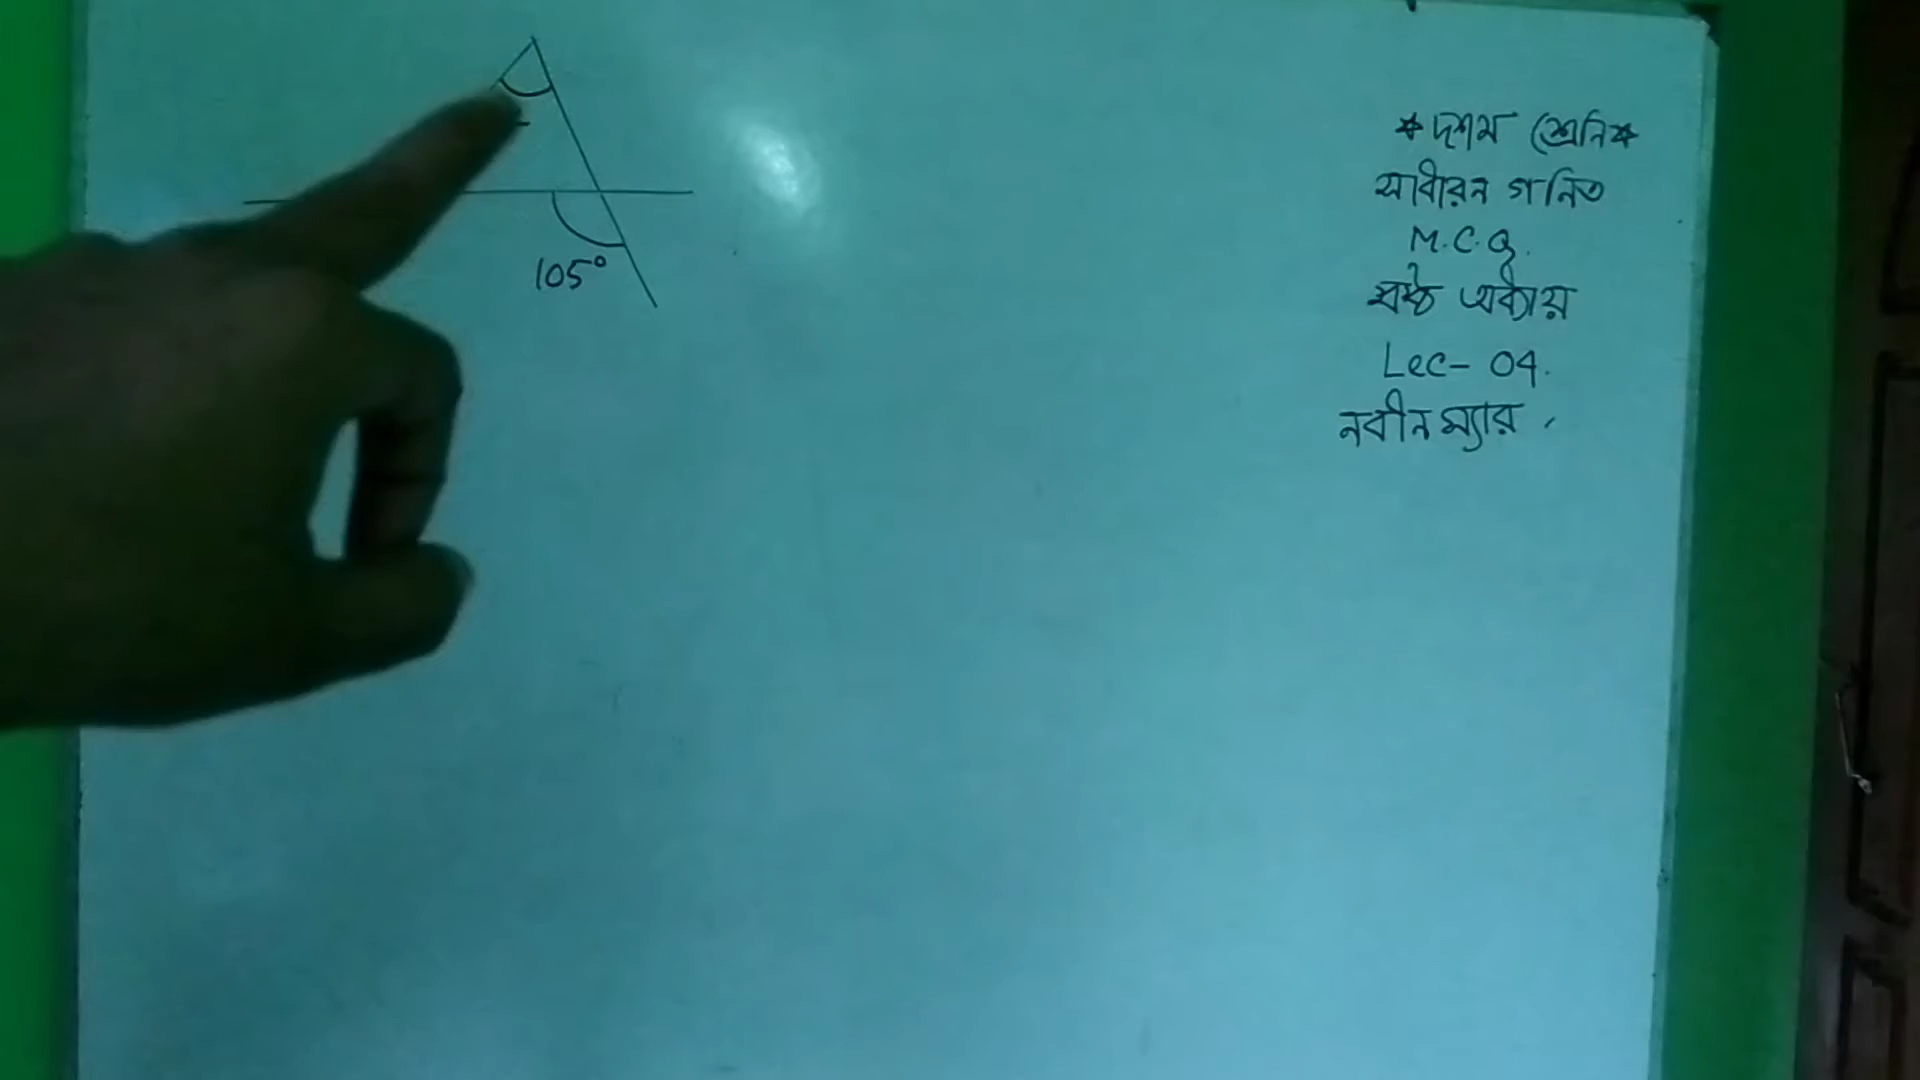 105°
*দশম শ্রেনি*
সাধারন গনিত
M.C.Q.
ষষ্ঠ অধ্যায়
Lec- 04.
নবীন স্যার